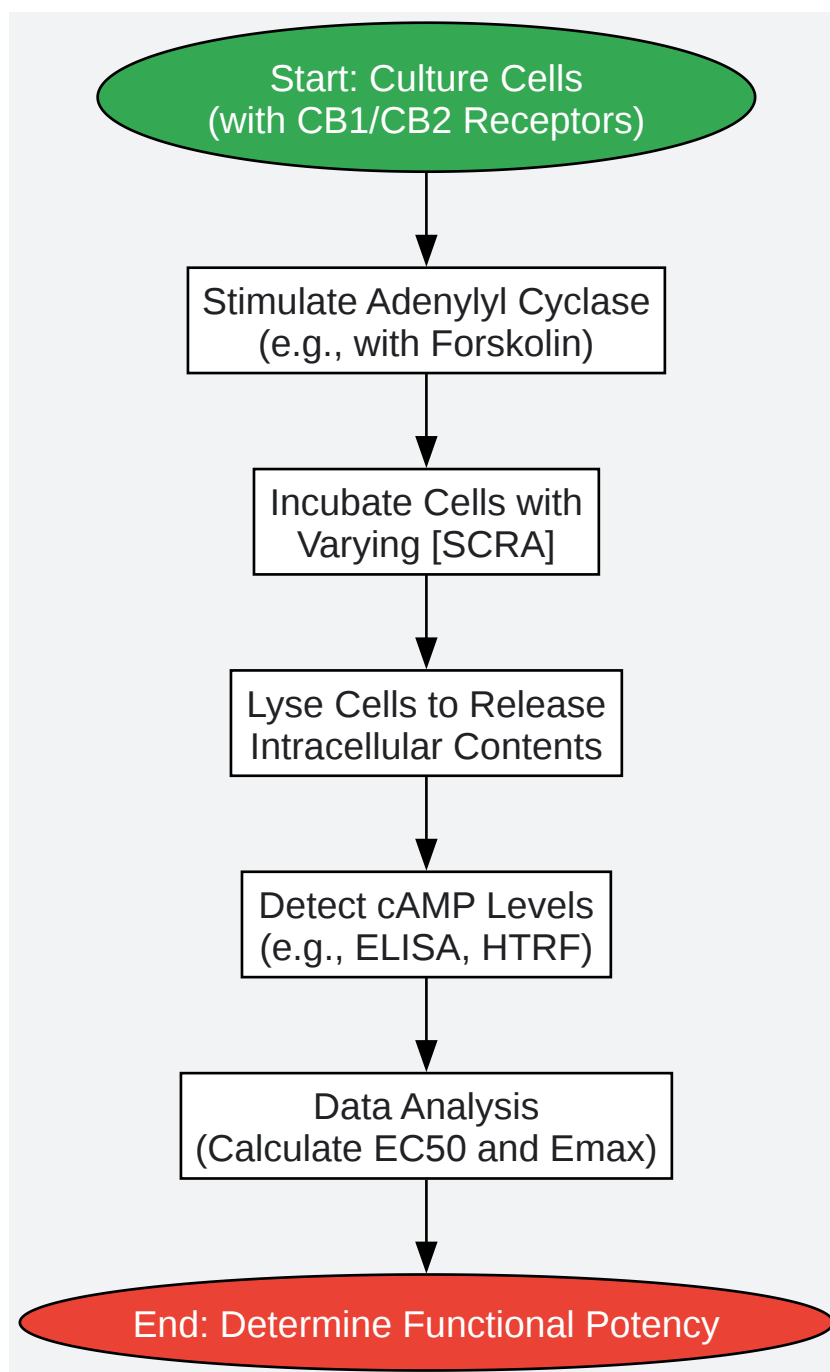 Start: Culture Cells
(with CB1/CB2 Receptors)
Stimulate Adenylyl Cyclase
(e.g., with Forskolin)
Incubate Cells with
Varying [SCRA]
Lyse Cells to Release
Intracellular Contents
Detect cAMP Levels
(e.g., ELISA, HTRF)
Data Analysis
(Calculate EC50 and Emax)
End: Determine Functional Potency